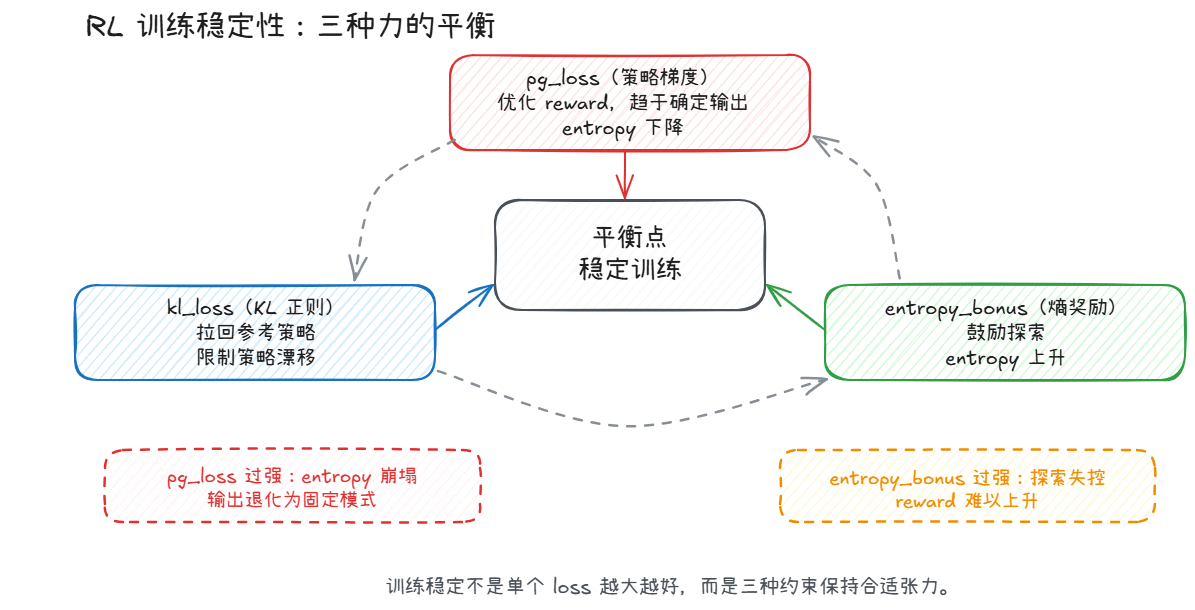 RL 训练稳定性：三种力的平衡
pg_loss（策略梯度）
优化 reward，趋于确定输出
entropy 下降
平衡点
稳定训练
kl_loss（KL 正则）
拉回参考策略
限制策略漂移
entropy_bonus（熵奖励）
鼓励探索
entropy 上升
pg_loss 过强：entropy 崩塌
输出退化为固定模式
entropy_bonus 过强：探索失控
reward 难以上升
训练稳定不是单个 loss 越大越好，而是三种约束保持合适张力。